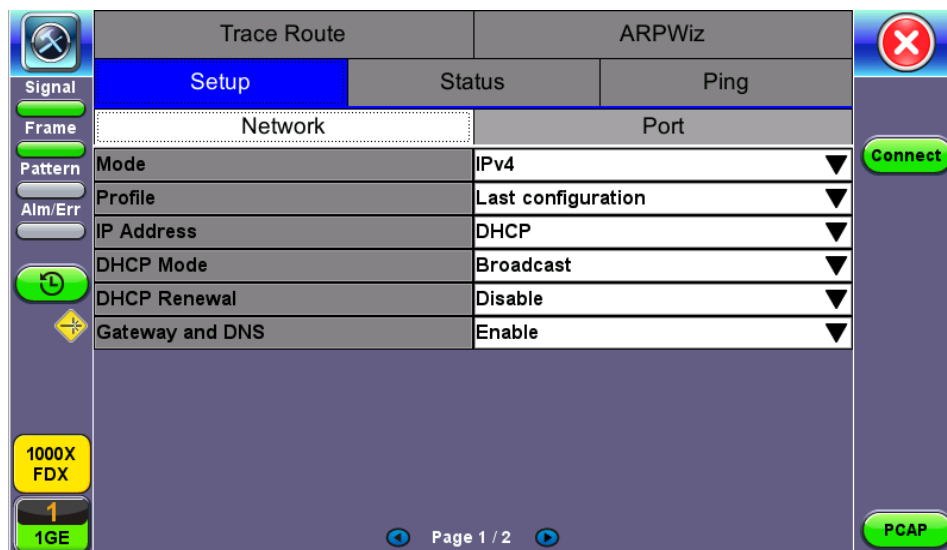 Trace Route ARPWiz
Setup Status Ping
Signal
Network Port
Frame
Mode IPv4
Connect
Pattern
Profile Last configuration
Alm/Err
IP Address DHCP
DHCP Mode Broadcast
DHCP Renewal Disable
Gateway and DNS Enable
1000X
FDX
1
1GE
Page 1 / 2
PCAP